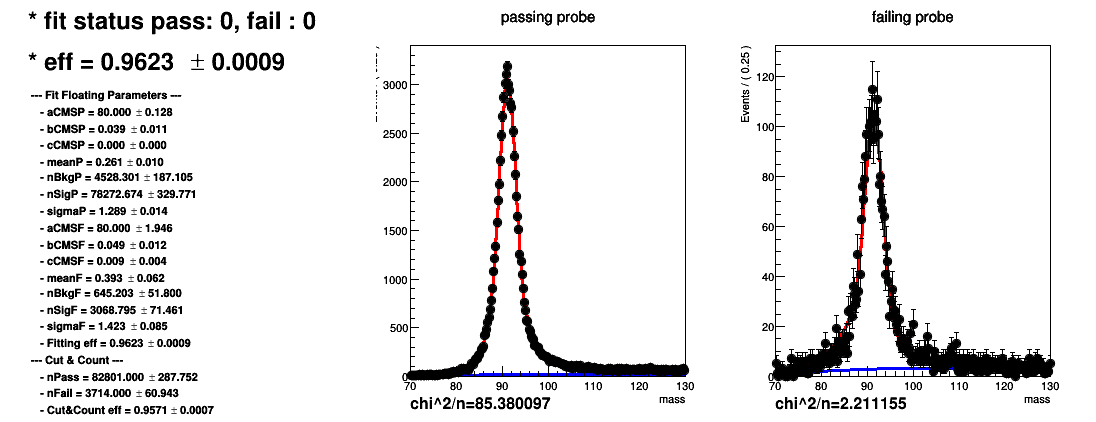 * fit status pass: 0, fail : 0
* eff = 0.9623 ± 0.0009
--- Fit Floating Parameters ---
- aCMSP = 80.000 ± 0.128
- bCMSP = 0.039 ± 0.011
- cCMSP = 0.000 ± 0.000
- meanP = 0.261 ± 0.010
- nBkgP = 4528.301 ± 187.105
- nSigP = 78272.674 ± 329.771
- sigmaP = 1.289 ± 0.014
- aCMSF = 80.000 ± 1.946
- bCMSF = 0.049 ± 0.012
- cCMSF = 0.009 ± 0.004
- meanF = 0.393 ± 0.062
- nBkgF = 645.203 ± 51.800
- nSigF = 3068.795 ± 71.461
- sigmaF = 1.423 ± 0.085
- Fitting eff = 0.9623 ± 0.0009
--- Cut & Count ---
- nPass = 82801.000 ± 287.752
- nFail = 3714.000 ± 60.943
- Cut&Count eff = 0.9571 ± 0.0007
passing probe
3000
2500
2000
1500
1000
500
0
70 80 90 100 110 120 130
mass
chi^2/n=85.380097
failing probe
Events / ( 0.25 )
120
100
80
60
40
20
0
70 80 90 100 110 120 130
mass
chi^2/n=2.211155